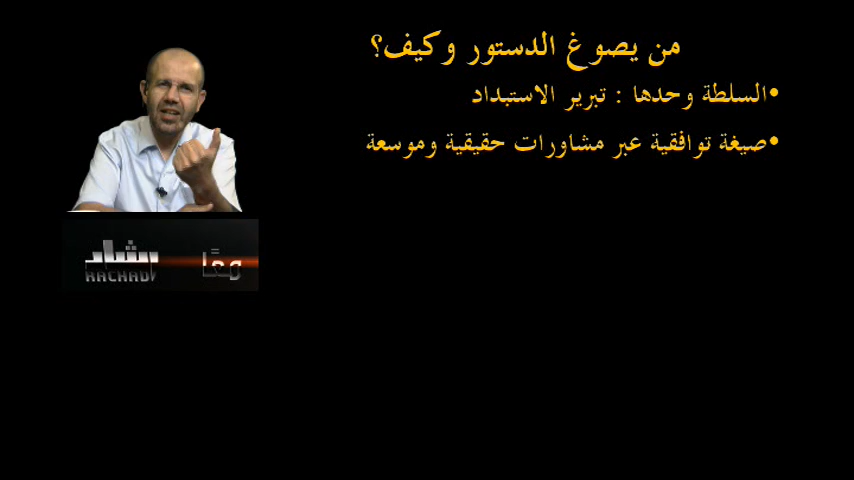 من يصوغ الدستور وكيف؟
•السلطة وحدها : تبرير الاستبداد
•صيغة توافقية عبر مشاورات حقيقية وموسعة
رشاد معًا
RACHAD